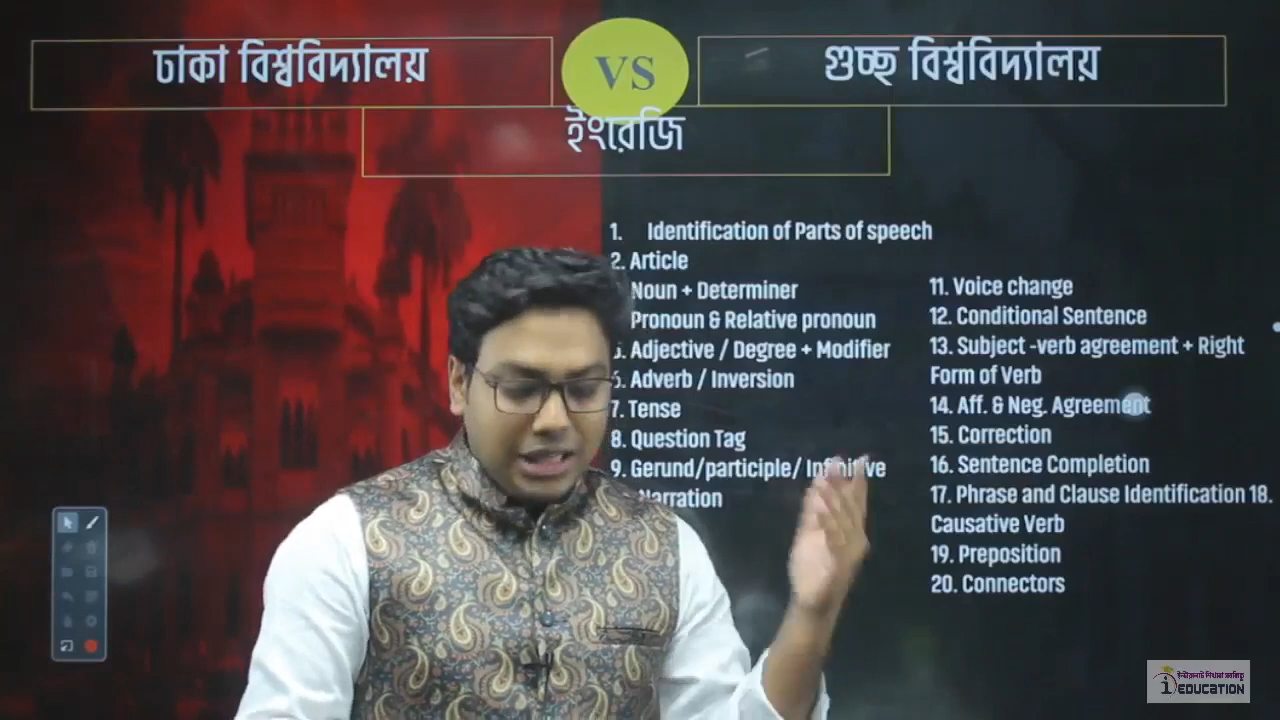 ঢাকা বিশ্ববিদ্যালয়
VS
গুচ্ছ বিশ্ববিদ্যালয়
ইংরেজি
1. Identification of Parts of speech
2. Article
Noun + Determiner
Pronoun & Relative pronoun
5. Adjective / Degree + Modifier
6. Adverb / Inversion
7. Tense
8. Question Tag
9. Gerund/participle/ Infinitive
Narration
11. Voice change
12. Conditional Sentence
13. Subject -verb agreement + Right
Form of Verb
14. Aff. & Neg. Agreement
15. Correction
16. Sentence Completion
17. Phrase and Clause Identification 18.
Causative Verb
19. Preposition
20. Connectors
EDUCATION